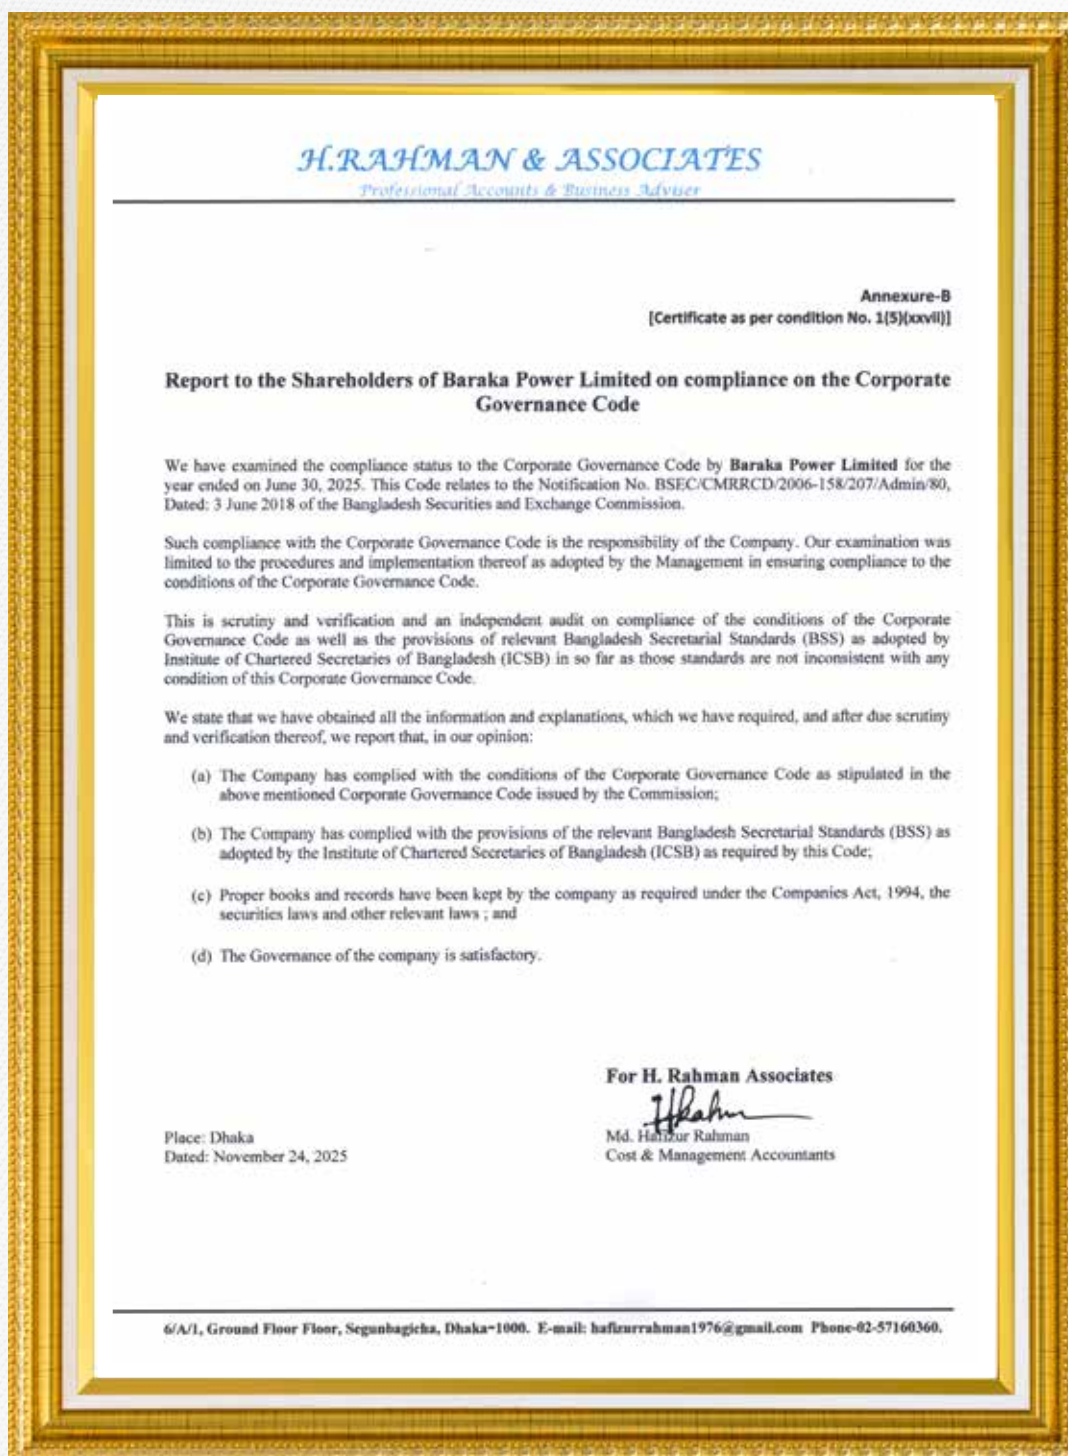 H.RAHMAN & ASSOCIATES
Professional Accounts & Business Adviser
Annexure-B
[Certificate as per condition No. 1(5)(xxvii)]
Report to the Shareholders of Baraka Power Limited on compliance on the Corporate
Governance Code
We have examined the compliance status to the Corporate Governance Code by Baraka Power Limited for the
year ended on June 30, 2025. This Code relates to the Notification No. BSEC/CMRRCD/2006-158/207/Admin/80,
Dated: 3 June 2018 of the Bangladesh Securities and Exchange Commission.
Such compliance with the Corporate Governance Code is the responsibility of the Company. Our examination was
limited to the procedures and implementation thereof as adopted by the Management in ensuring compliance to the
conditions of the Corporate Governance Code.
This is scrutiny and verification and an independent audit on compliance of the conditions of the Corporate
Governance Code as well as the provisions of relevant Bangladesh Secretarial Standards (BSS) as adopted by
Institute of Chartered Secretaries of Bangladesh (ICSB) in so far as those standards are not inconsistent with any
condition of this Corporate Governance Code.
We state that we have obtained all the information and explanations, which we have required, and after due scrutiny
and verification thereof, we report that, in our opinion:
(a) The Company has complied with the conditions of the Corporate Governance Code as stipulated in the
above mentioned Corporate Governance Code issued by the Commission;
(b) The Company has complied with the provisions of the relevant Bangladesh Secretarial Standards (BSS) as
adopted by the Institute of Chartered Secretaries of Bangladesh (ICSB) as required by this Code;
(c) Proper books and records have been kept by the company as required under the Companies Act, 1994, the
securities laws and other relevant laws ; and
(d) The Governance of the company is satisfactory.
For H. Rahman Associates
HRahman
Md. Hafizur Rahman
Cost & Management Accountants
Place: Dhaka
Dated: November 24, 2025
6/A/1, Ground Floor Floor, Segunbagicha, Dhaka-1000. E-mail: hafizurrahman1976@gmail.com Phone-02-57160360.